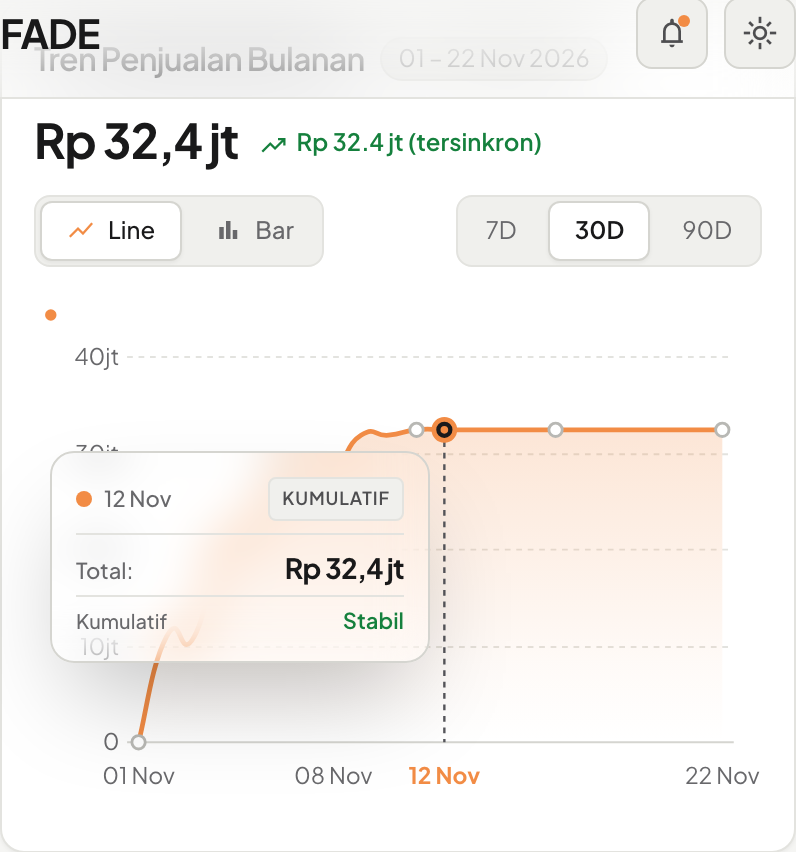 FADE
Tren Penjualan Bulanan 01 – 22 Nov 2026
Rp 32,4 jt Rp 32.4 jt (tersinkron)
Line Bar 7D 30D 90D
40jt
30jt
12 Nov KUMULATIF
Total: Rp 32,4 jt
Kumulatif Stabil
10jt
0
01 Nov 08 Nov 12 Nov 22 Nov